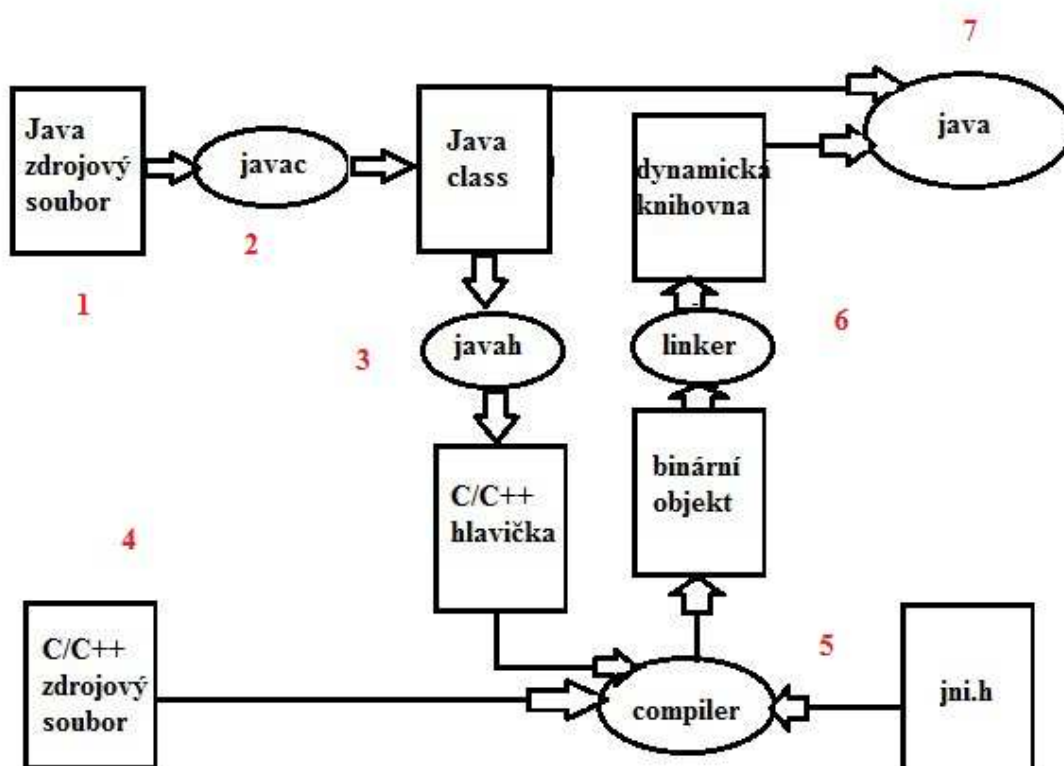 7
Java
zdrojový
soubor
javac
Java
class
dynamická
knihovna
java
2
1
3
javah
linker
6
C/C++
hlavička
binární
objekt
4
C/C++
zdrojový
soubor
5
compiler
jni.h